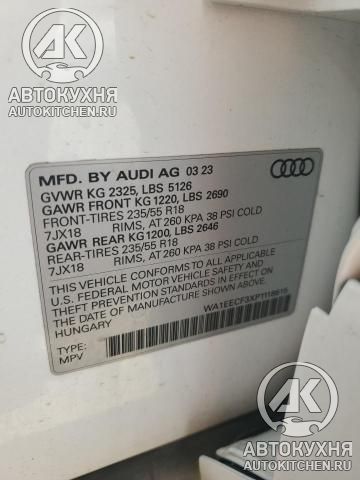 АК
АВТОКУХНЯ
AUTOKITCHEN.RU
MFD. BY AUDI AG 03 23
GVWR KG 2325, LBS 5126
GAWR FRONT KG1220, LBS 2690
FRONT-TIRES 235/55 R18
7JX18 RIMS, AT 260 KPA 38 PSI COLD
GAWR REAR KG1200, LBS 2646
REAR-TIRES 235/55 R18
7JX18 RIMS, AT 260 KPA 38 PSI COLD
THIS VEHICLE CONFORMS TO ALL APPLICABLE
U.S. FEDERAL MOTOR VEHICLE SAFETY AND
THEFT PREVENTION STANDARDS IN EFFECT ON
THE DATE OF MANUFACTURE SHOWN ABOVE.
HUNGARY
WA1EECF3XP1118615
TYPE:
MPV
АК
АВТОКУХНЯ
AUTOKITCHEN.RU